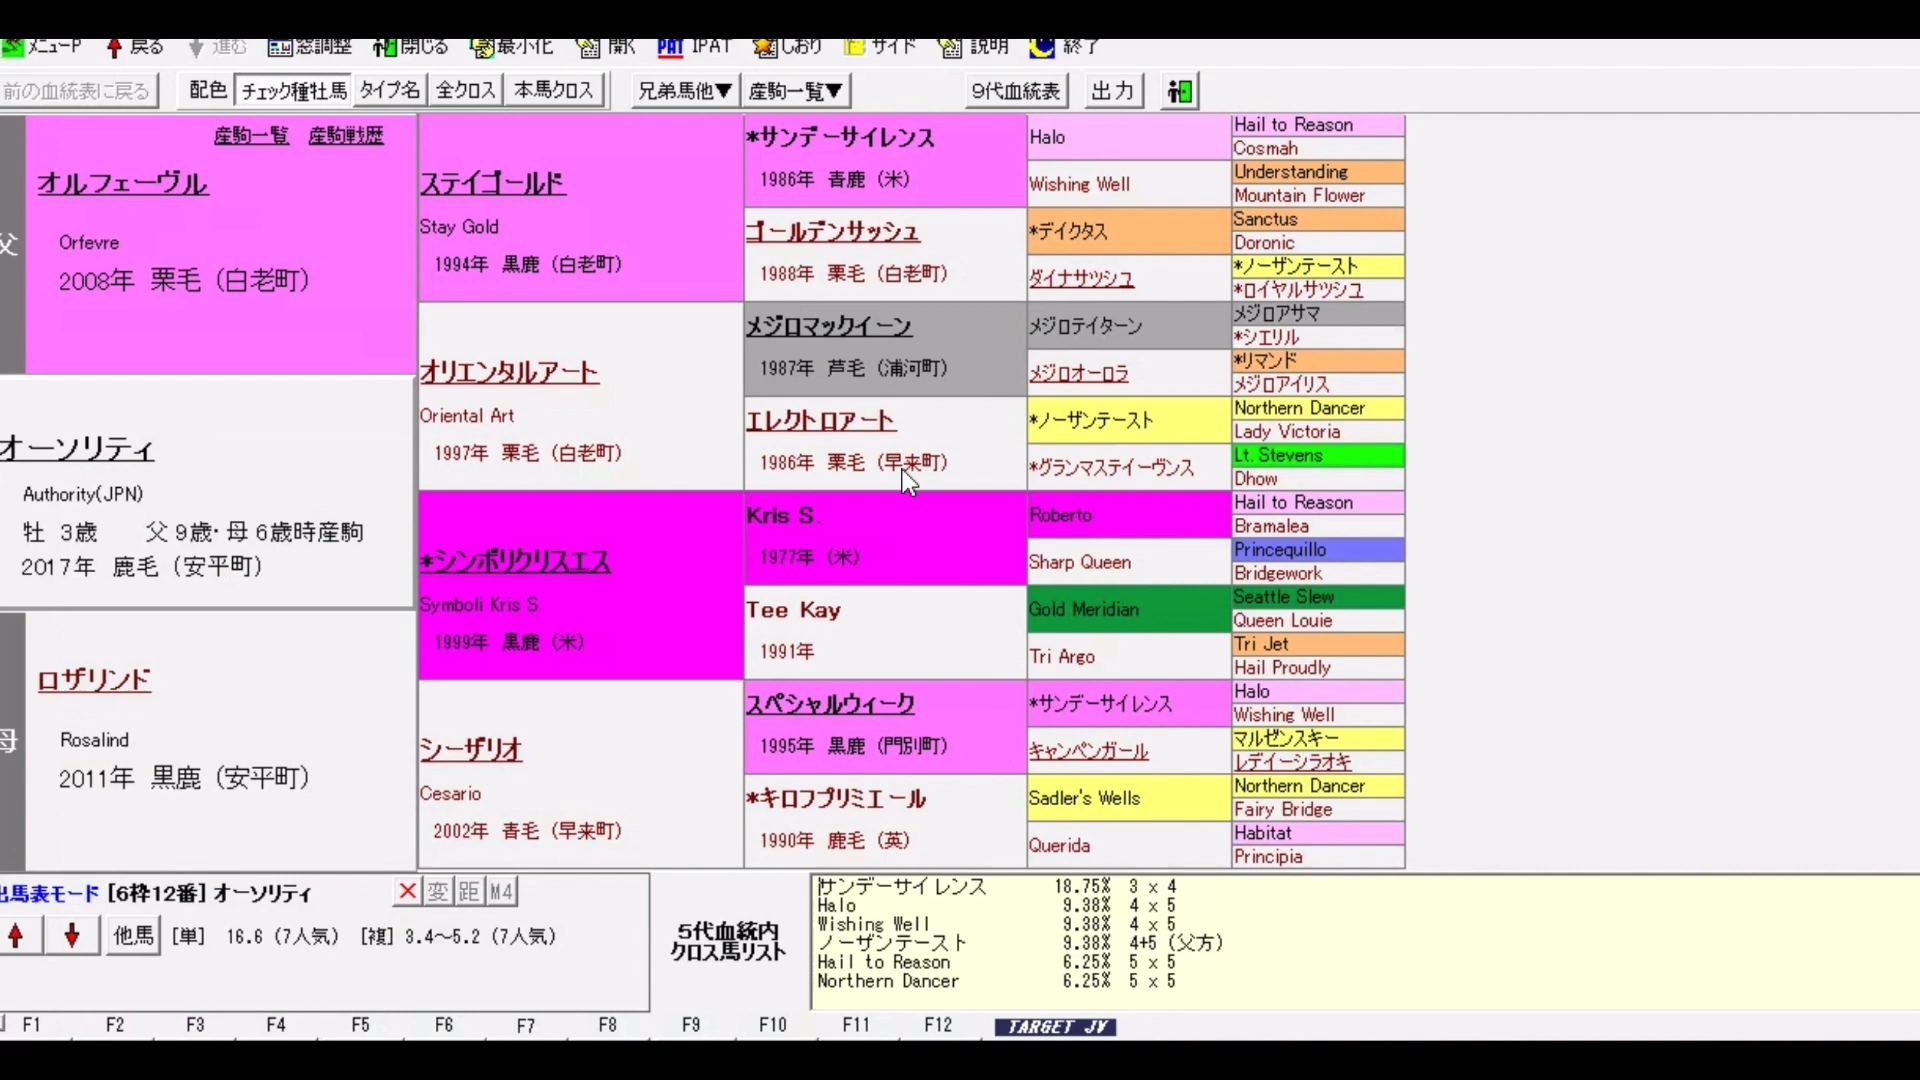 メニューP 戻る 進む 窓調整 閉じる 最小化 開く PAT IPAT しおり サイド 説明 終了
前の血統表に戻る 配色 チェック種牡馬 タイプ名 全クロス 本馬クロス 兄弟馬他▼ 産駒一覧▼ 9代血統表 出力
父
産駒一覧 産駒戦歴
オルフェーヴル
Orfevre
2008年 栗毛 (白老町)
オーソリティ
Authority(JPN)
牡 3歳 父9歳・母6歳時産駒
2017年 鹿毛 (安平町)
母
ロザリンド
Rosalind
2011年 黒鹿 (安平町)
ステイゴールド
Stay Gold
1994年 黒鹿 (白老町)
オリエンタルアート
Oriental Art
1997年 栗毛 (白老町)
*シンボリクリスエス
Symboli Kris S
1999年 黒鹿 (米)
シーザリオ
Cesario
2002年 青毛 (早来町)
*サンデーサイレンス
1986年 青鹿 (米)
ゴールデンサッシュ
1988年 栗毛 (白老町)
メジロマックイーン
1987年 芦毛 (浦河町)
エレクトロアート
1986年 栗毛 (早来町)
Kris S.
1977年 (米)
Tee Kay
1991年
スペシャルウィーク
1995年 黒鹿 (門別町)
*キロフプリミエール
1990年 鹿毛 (英)
Halo
Wishing Well
*デイクタス
ダイナサツシユ
メジロテイターン
メジロオーロラ
*ノーザンテースト
*グランマステイーヴンス
Roberto
Sharp Queen
Gold Meridian
Tri Argo
*サンデーサイレンス
キャンペンガール
Sadler's Wells
Querida
Hail to Reason
Cosmah
Understanding
Mountain Flower
Sanctus
Doronic
*ノーザンテースト
*ロイヤルサツシユ
メジロアサマ
*シエリル
*リマンド
メジロアイリス
Northern Dancer
Lady Victoria
Lt. Stevens
Dhow
Hail to Reason
Bramalea
Princequillo
Bridgework
Seattle Slew
Queen Louie
Tri Jet
Hail Proudly
Halo
Wishing Well
マルゼンスキー
レデイーシラオキ
Northern Dancer
Fairy Bridge
Habitat
Principia
出馬表モード [6枠12番] オーソリティ × 変 距 M4
他馬 [単] 16.6 (7人気) [複] 3.4～5.2 (7人気)
5代血統内
クロス馬リスト
サンデーサイレンス 18.75% 3 x 4
Halo 9.38% 4 x 5
Wishing Well 9.38% 4 x 5
ノーザンテースト 9.38% 4+5 (父方)
Hail to Reason 6.25% 5 x 5
Northern Dancer 6.25% 5 x 5
F1 F2 F3 F4 F5 F6 F7 F8 F9 F10 F11 F12 TARGET JV